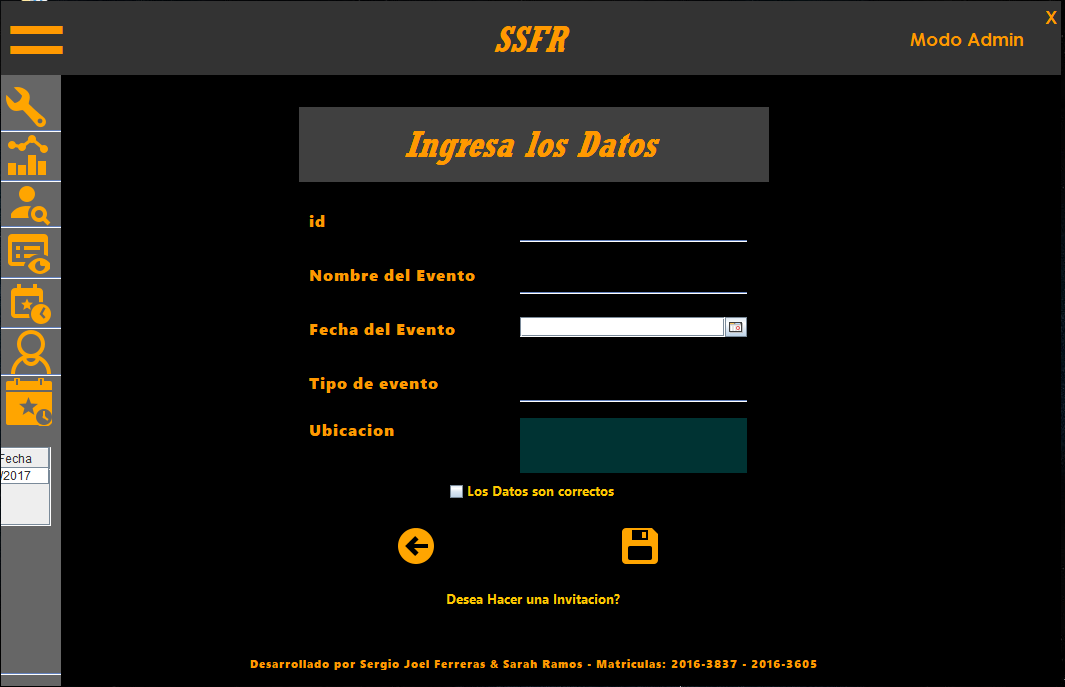 X
SSFR
Modo Admin
Ingresa los Datos
id
Nombre del Evento
Fecha del Evento
Tipo de evento
Ubicacion
Fecha
/2017
Los Datos son correctos
Desea Hacer una Invitacion?
Desarrollado por Sergio Joel Ferreras & Sarah Ramos - Matriculas: 2016-3837 - 2016-3605